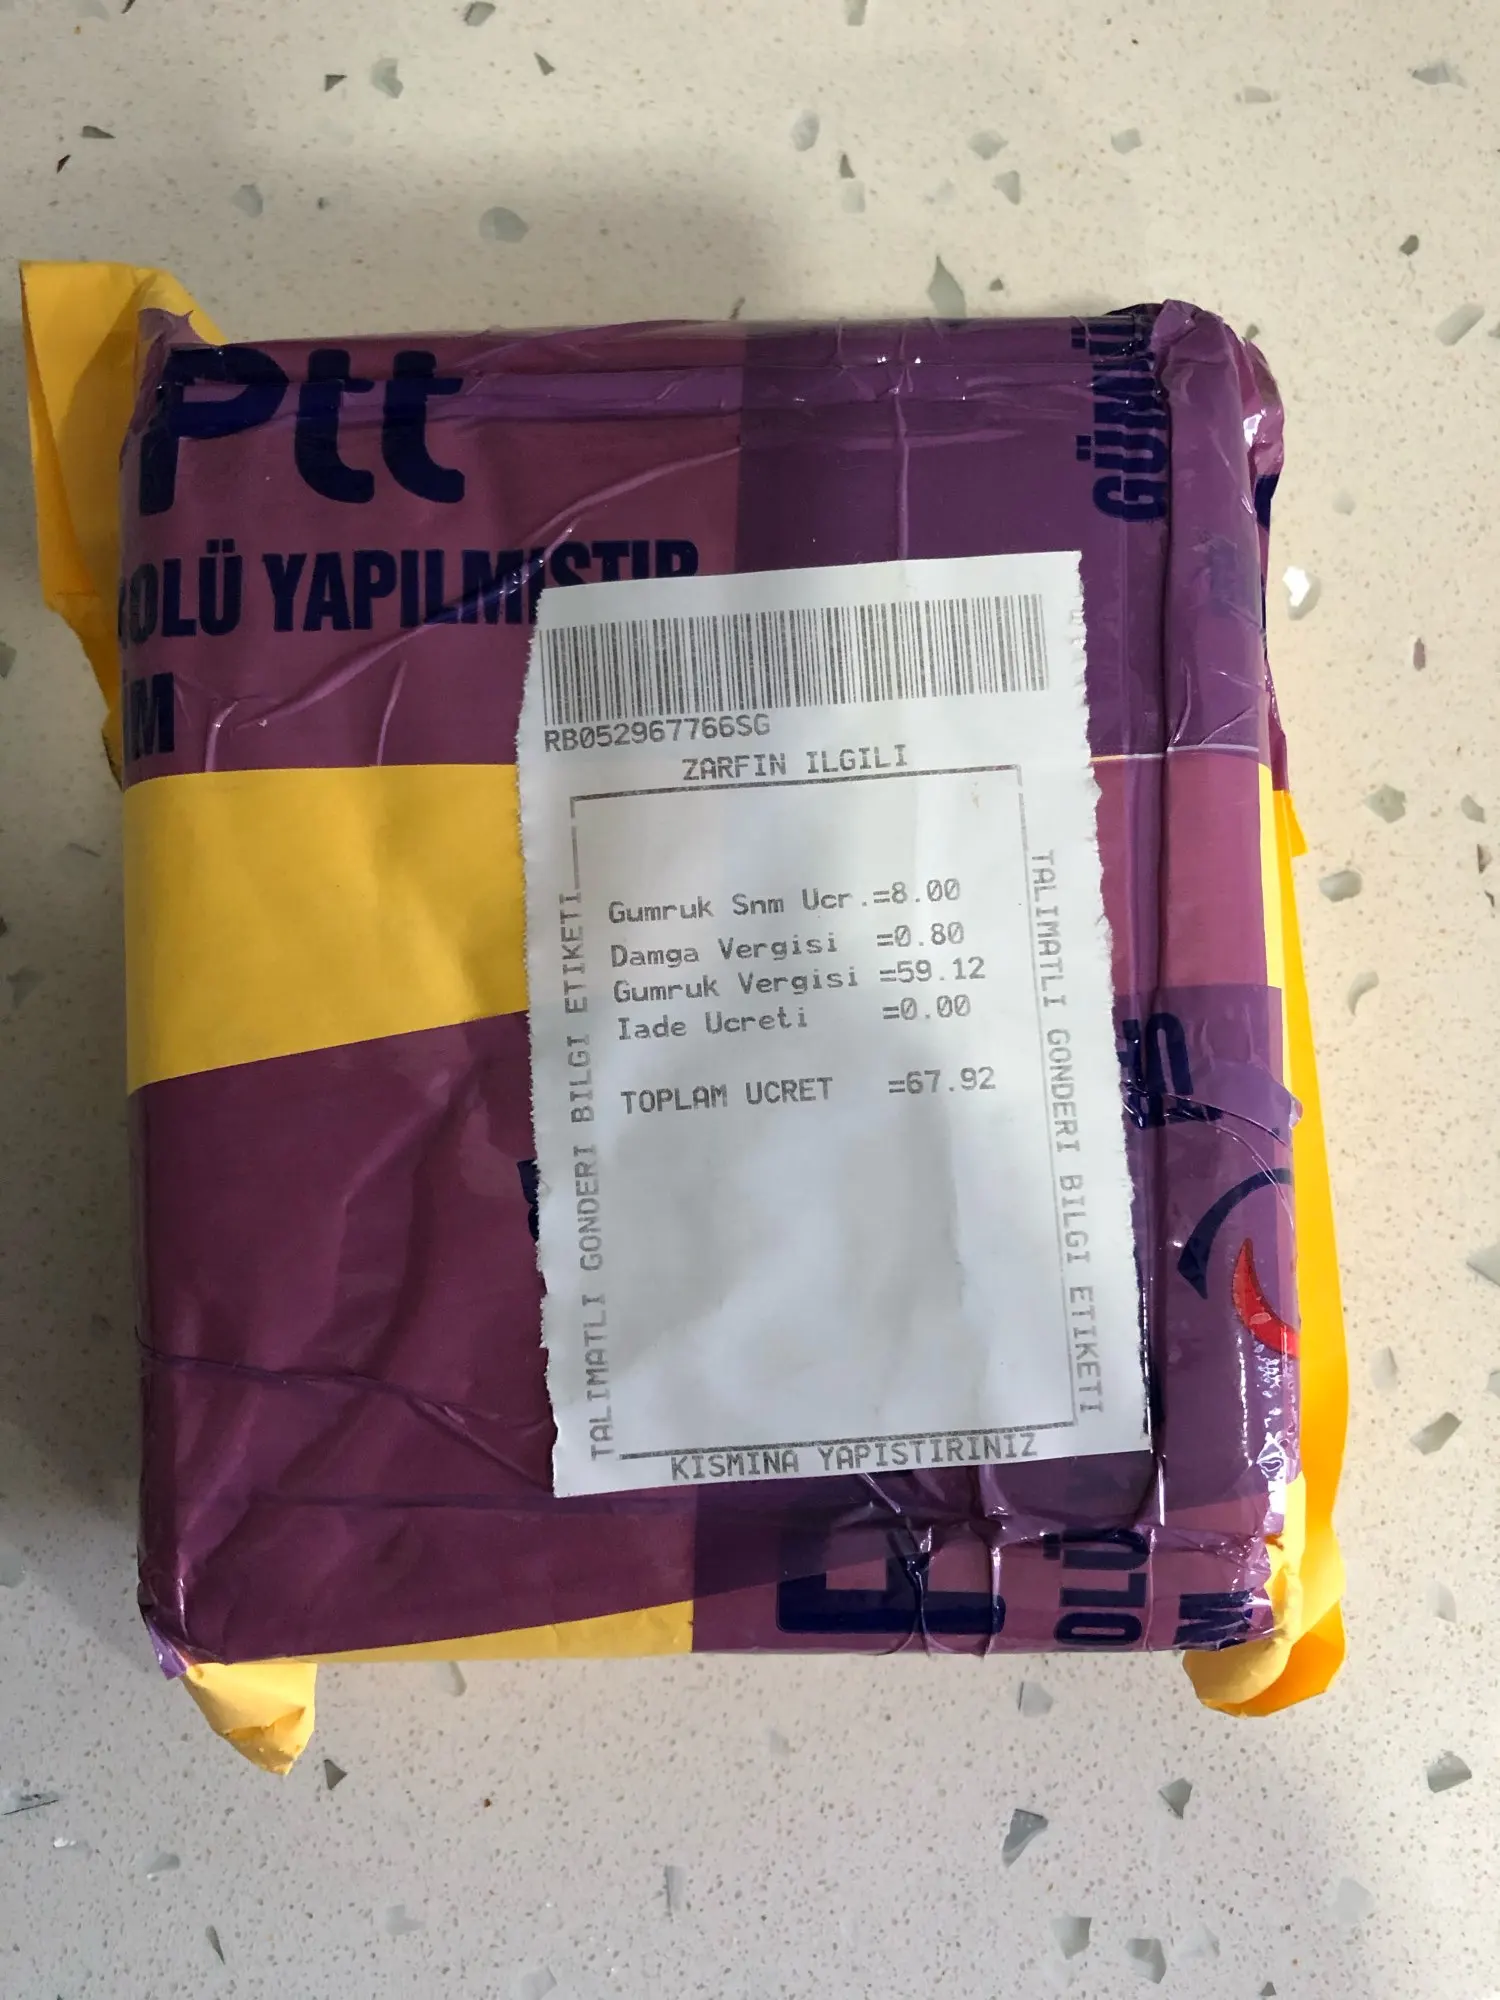 Ptt
OLÜ YAPILMIŞTIR
M
GÜMRÜ
RB052967766SG
ZARFIN ILGILI
TALIMATLI GONDERI BILGI ETIKETI
Gumruk Snm Ucr.=8.00
Damga Vergisi =0.80
Gumruk Vergisi =59.12
Iade Ucreti =0.00
TOPLAM UCRET =67.92
TALIMATLI GONDERI BILGI ETIKETI
KISMINA YAPISTIRINIZ
OLÜ
M